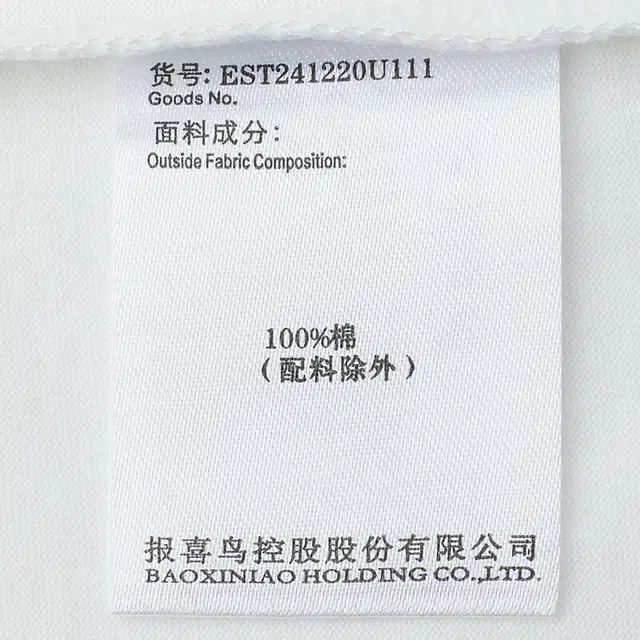 货号: EST241220U111
Goods No.
面料成分:
Outside Fabric Composition:
100%棉
(配料除外)
报喜鸟控股股份有限公司
BAOXINIAO HOLDING CO.,LTD.